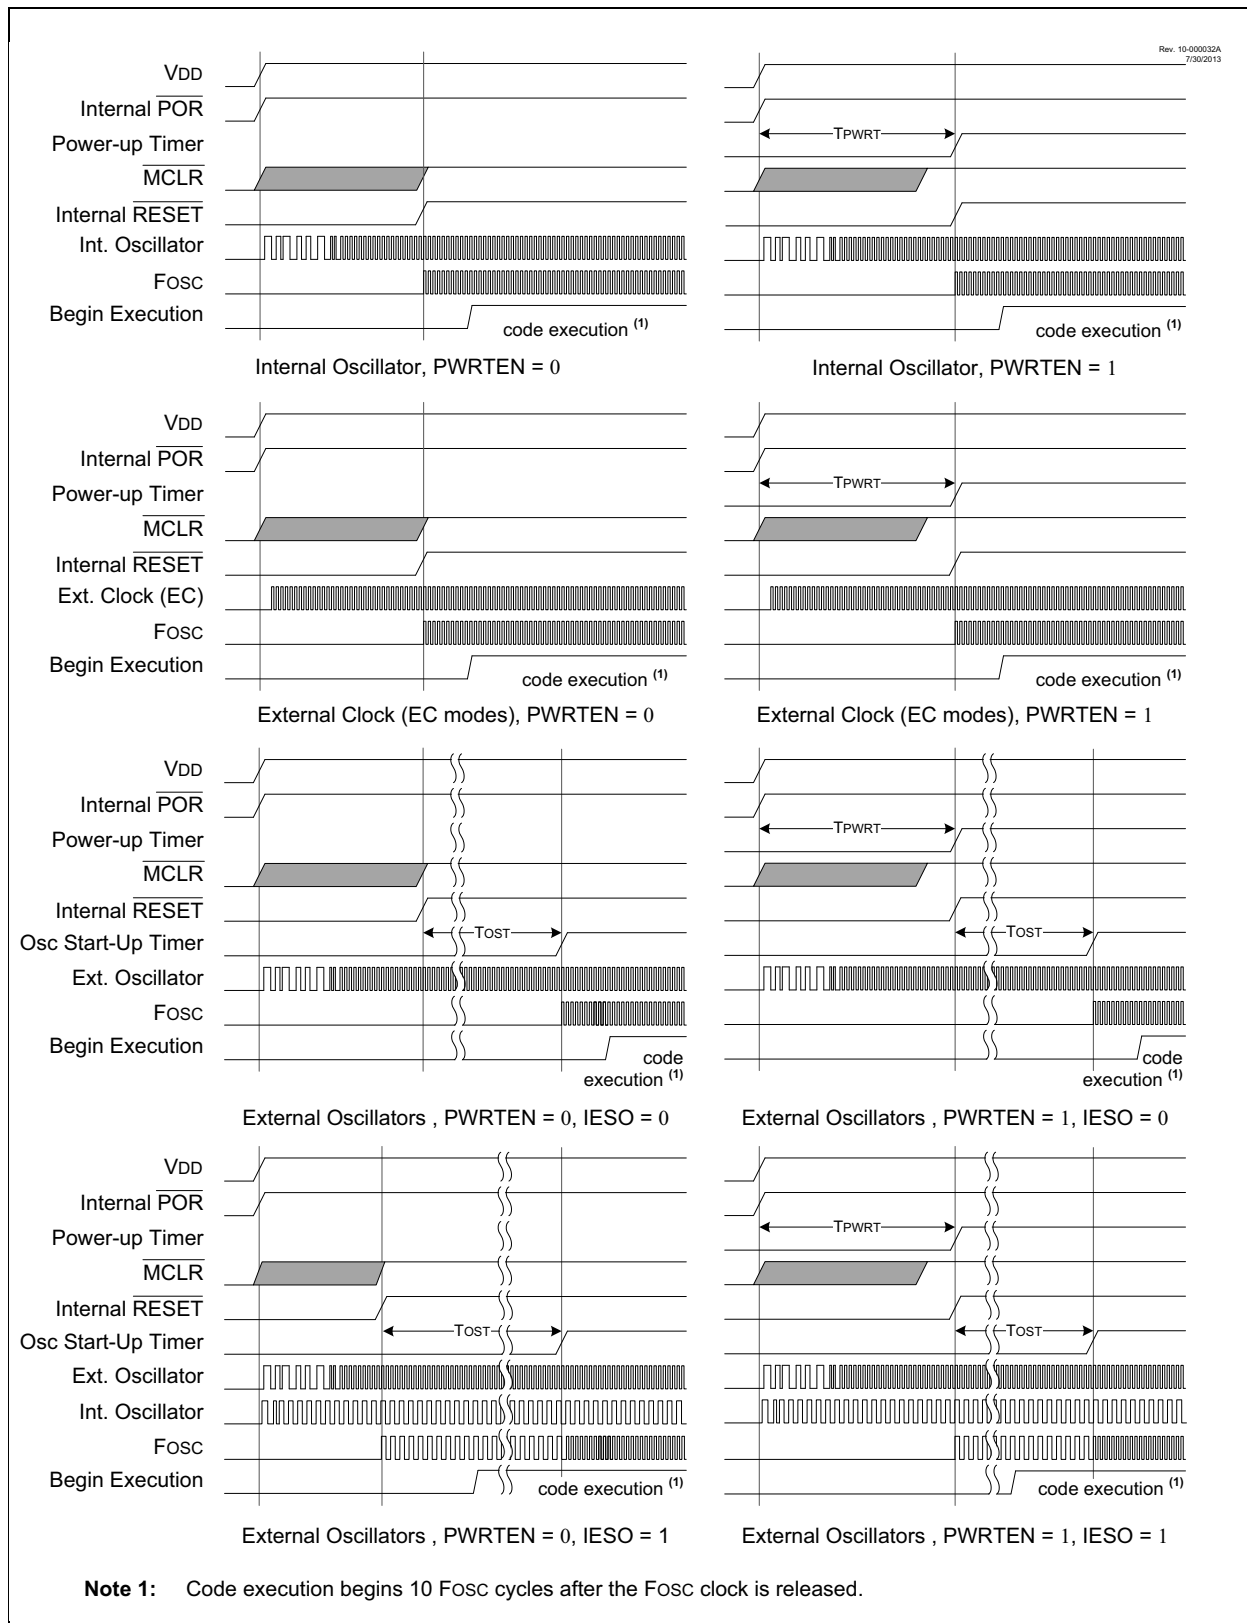 Rev. 10-000032A
7/30/2013
VDD
Internal POR
Power-up Timer
MCLR
Internal RESET
Int. Oscillator
FOSC
Begin Execution
code execution (1)
Internal Oscillator, PWRTEN = 0
TPWRT
code execution (1)
Internal Oscillator, PWRTEN = 1
VDD
Internal POR
Power-up Timer
MCLR
Internal RESET
Ext. Clock (EC)
FOSC
Begin Execution
code execution (1)
External Clock (EC modes), PWRTEN = 0
TPWRT
code execution (1)
External Clock (EC modes), PWRTEN = 1
VDD
Internal POR
Power-up Timer
MCLR
Internal RESET
Osc Start-Up Timer
Ext. Oscillator
FOSC
Begin Execution
TOST
code
execution (1)
External Oscillators , PWRTEN = 0, IESO = 0
TPWRT
TOST
code
execution (1)
External Oscillators , PWRTEN = 1, IESO = 0
VDD
Internal POR
Power-up Timer
MCLR
Internal RESET
Osc Start-Up Timer
Ext. Oscillator
Int. Oscillator
FOSC
Begin Execution
TOST
code execution (1)
External Oscillators , PWRTEN = 0, IESO = 1
TPWRT
TOST
code execution (1)
External Oscillators , PWRTEN = 1, IESO = 1
Note 1: Code execution begins 10 FOSC cycles after the FOSC clock is released.